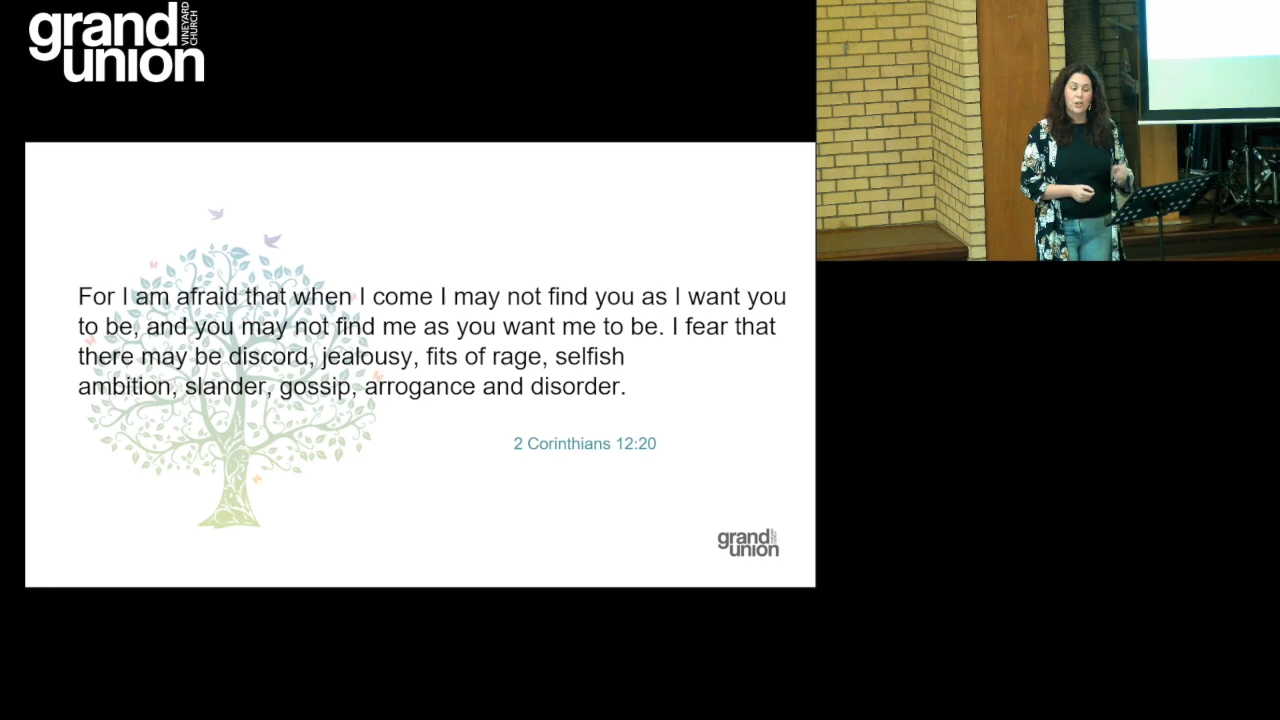 grand
union
VINEYARD
CHURCH
For I am afraid that when I come I may not find you as I want you
to be, and you may not find me as you want me to be. I fear that
there may be discord, jealousy, fits of rage, selfish
ambition, slander, gossip, arrogance and disorder.
2 Corinthians 12:20
grand
union